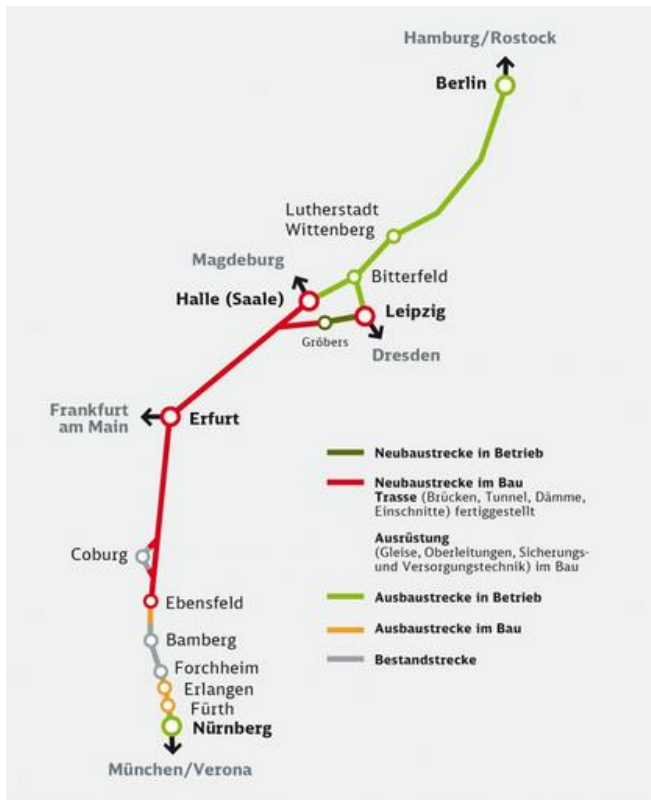 Hamburg/Rostock
Berlin
Lutherstadt
Wittenberg
Magdeburg
Bitterfeld
Halle (Saale)
Leipzig
Gröbers
Dresden
Frankfurt
am Main
Erfurt
Neubaustrecke in Betrieb
Neubaustrecke im Bau
Trasse (Brücken, Tunnel, Dämme,
Einschnitte) fertiggestellt
Ausrüstung
(Gleise, Oberleitungen, Sicherungs-
und Versorgungstechnik) im Bau
Ausbaustrecke in Betrieb
Ausbaustrecke im Bau
Bestandstrecke
Coburg
Ebensfeld
Bamberg
Forchheim
Erlangen
Fürth
Nürnberg
München/Verona